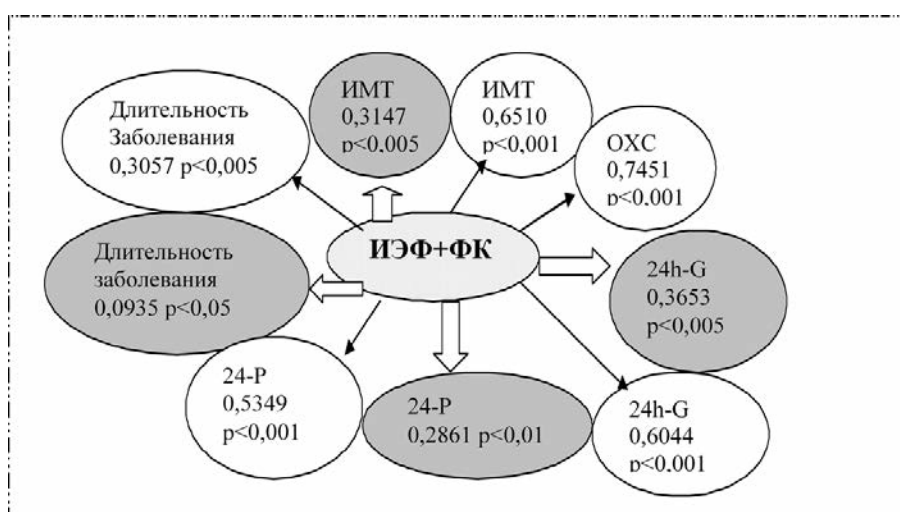 Длительность
Заболевания
0,3057 p<0,005
ИМТ
0,3147
p<0,005
ИМТ
0,6510
p<0,001
ОХС
0,7451
p<0,001
ИЭФ+ФК
Длительность
заболевания
0,0935 p<0,05
24h-G
0,3653
p<0,005
24-P
0,5349
p<0,001
24-P
0,2861 p<0,01
24h-G
0,6044
p<0,001